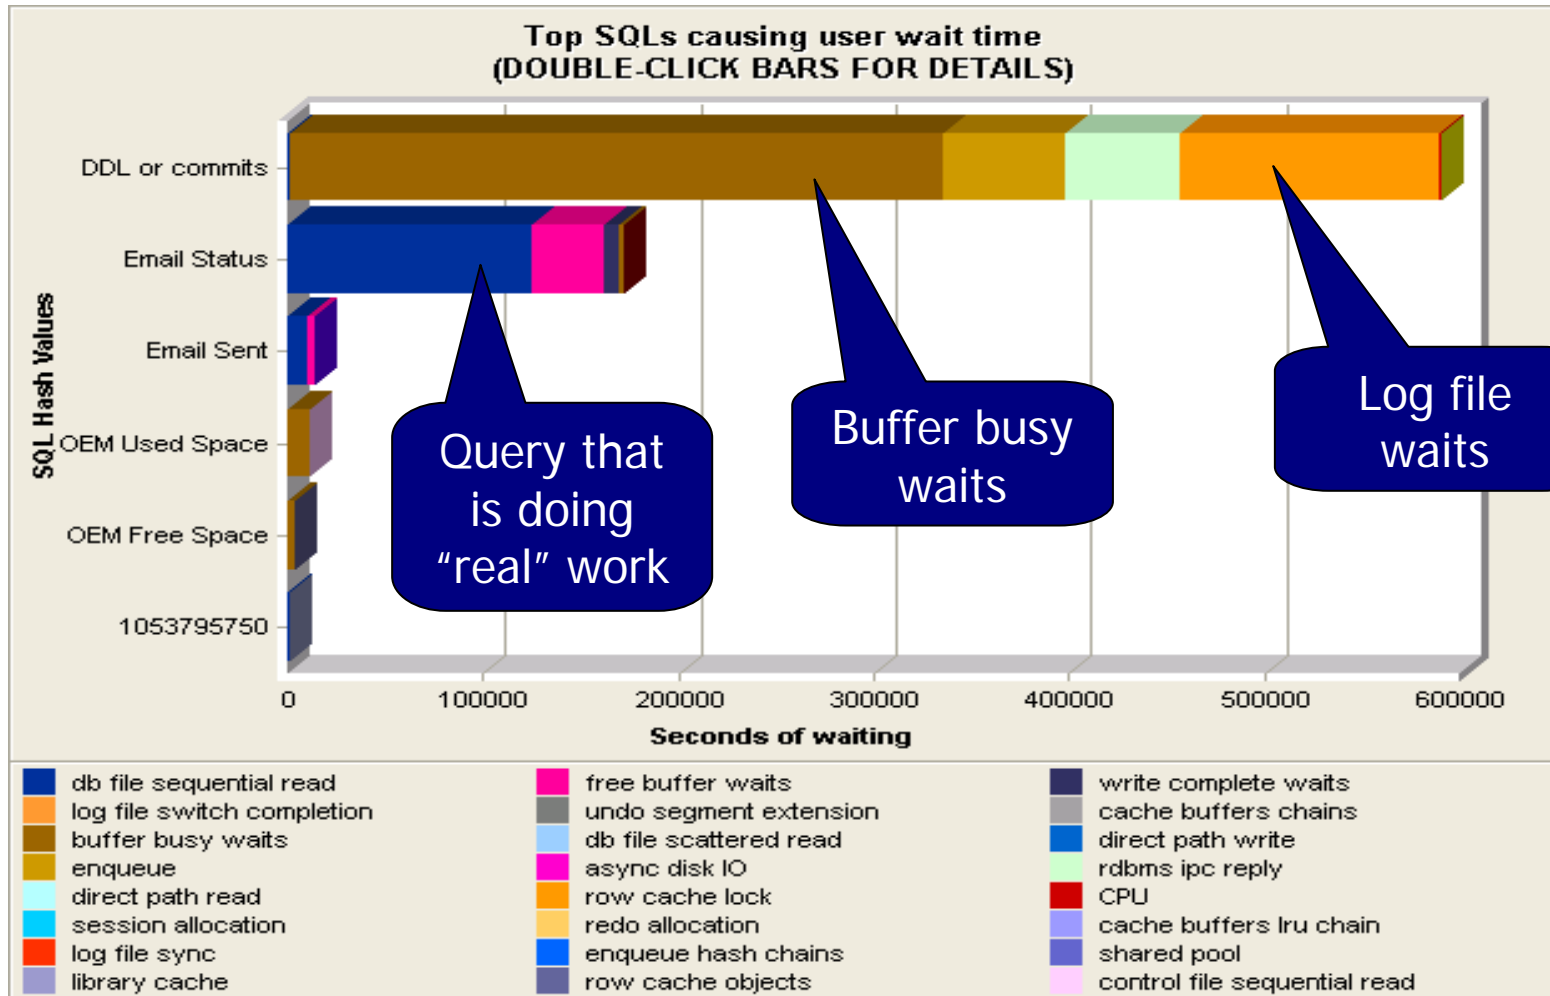 Top SQLs causing user wait time
(DOUBLE-CLICK BARS FOR DETAILS)
SQL Hash Values
DDL or commits
Email Status
Email Sent
OEM Used Space
OEM Free Space
1053795750
Query that
is doing
“real” work
Buffer busy
waits
Log file
waits
0 100000 200000 300000 400000 500000 600000
Seconds of waiting
db file sequential read free buffer waits write complete waits
log file switch completion undo segment extension cache buffers chains
buffer busy waits db file scattered read direct path write
enqueue async disk IO rdbms ipc reply
direct path read row cache lock CPU
session allocation redo allocation cache buffers lru chain
log file sync enqueue hash chains shared pool
library cache row cache objects control file sequential read